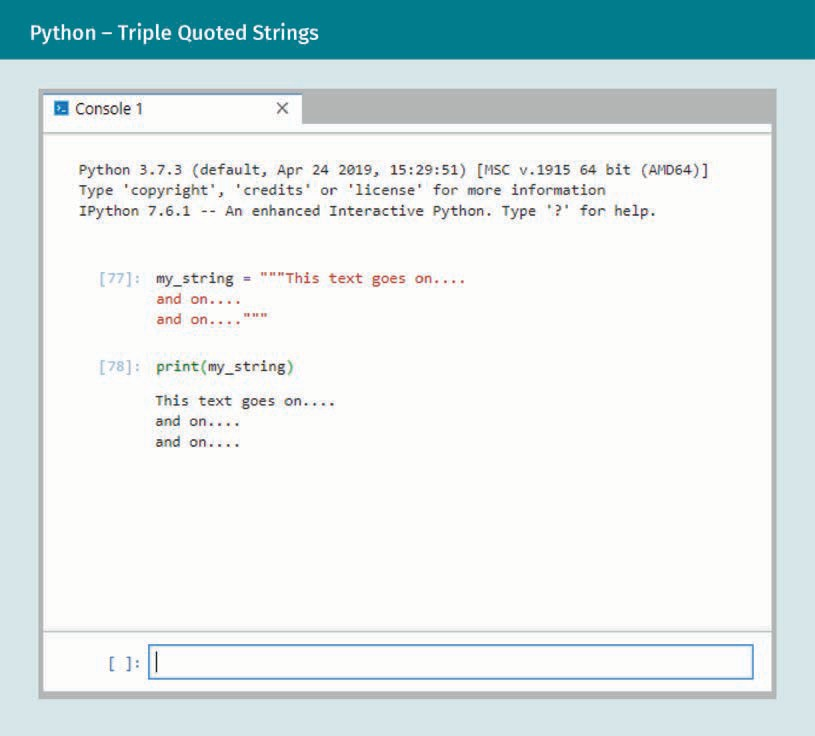 Python – Triple Quoted Strings
Console 1
Python 3.7.3 (default, Apr 24 2019, 15:29:51) [MSC v.1915 64 bit (AMD64)]
Type 'copyright', 'credits' or 'license' for more information
IPython 7.6.1 -- An enhanced Interactive Python. Type '?' for help.
[77]: my_string = """This text goes on....
and on....
and on...."""
[78]: print(my_string)
This text goes on....
and on....
and on....
[ ]: